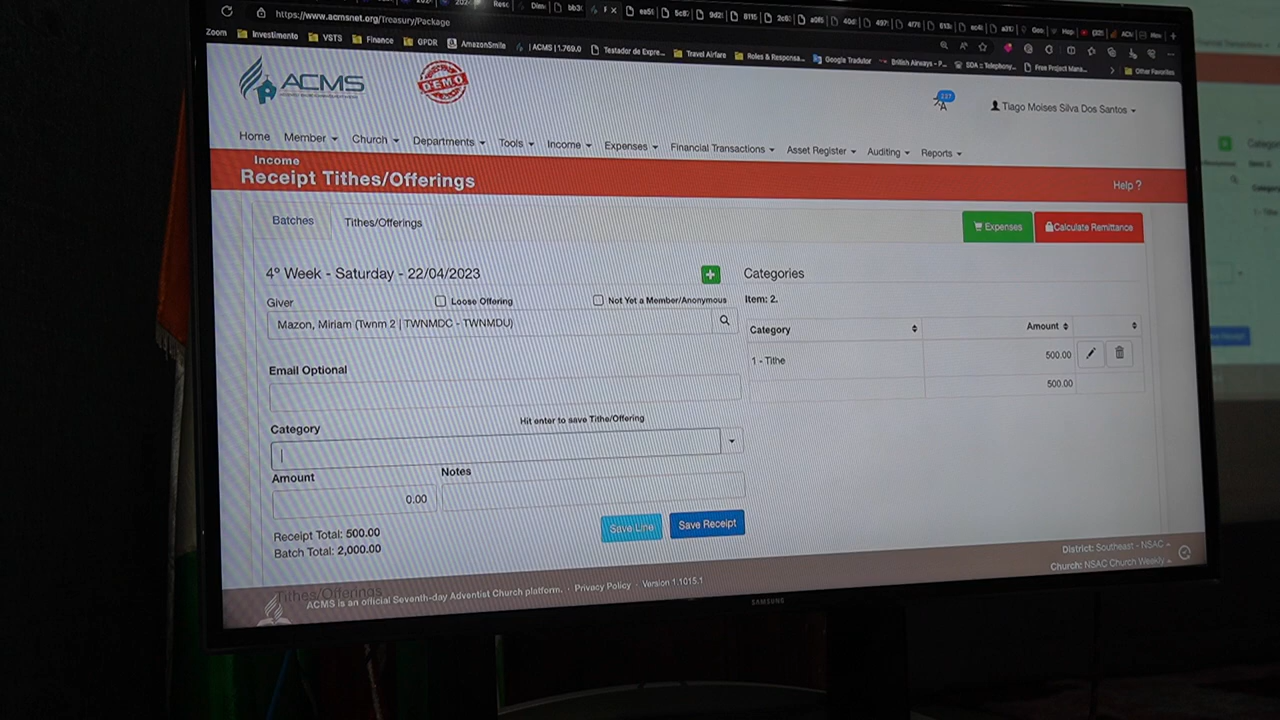 https://www.acmsnet.org/Treasury/Package
Zoom Investimento VSTS Finance GPDR AmazonSmile | ACMS | 1.769.0 Testador de Expre... Travel Airfare Roles & Responsa... Google Tradutor British Airways - P... SDA :: Telephony... Free Project Mana... Other Favorites
ACMS
DEMO
Tiago Moises Silva Dos Santos
Home Member Church Departments Tools Income Expenses Financial Transactions Asset Register Auditing Reports
Income
Receipt Tithes/Offerings
Help ?
Batches Tithes/Offerings
Expenses Calculate Remittance
4º Week - Saturday - 22/04/2023
Categories
Giver Loose Offering Not Yet a Member/Anonymous
Item: 2.
Mazon, Miriam (Twnm 2 | TWNMDC - TWNMDU)
Category Amount
1 - Tithe 500.00
500.00
Email Optional
Category Hit enter to save Tithe/Offering
Amount Notes
0.00
Receipt Total: 500.00
Batch Total: 2,000.00
Save Line Save Receipt
District: Southeast - NSAC
Church: NSAC Church Weekly
Tithes/Offerings
ACMS is an official Seventh-day Adventist Church platform. · Privacy Policy - Version 1.1015.1
SAMSUNG